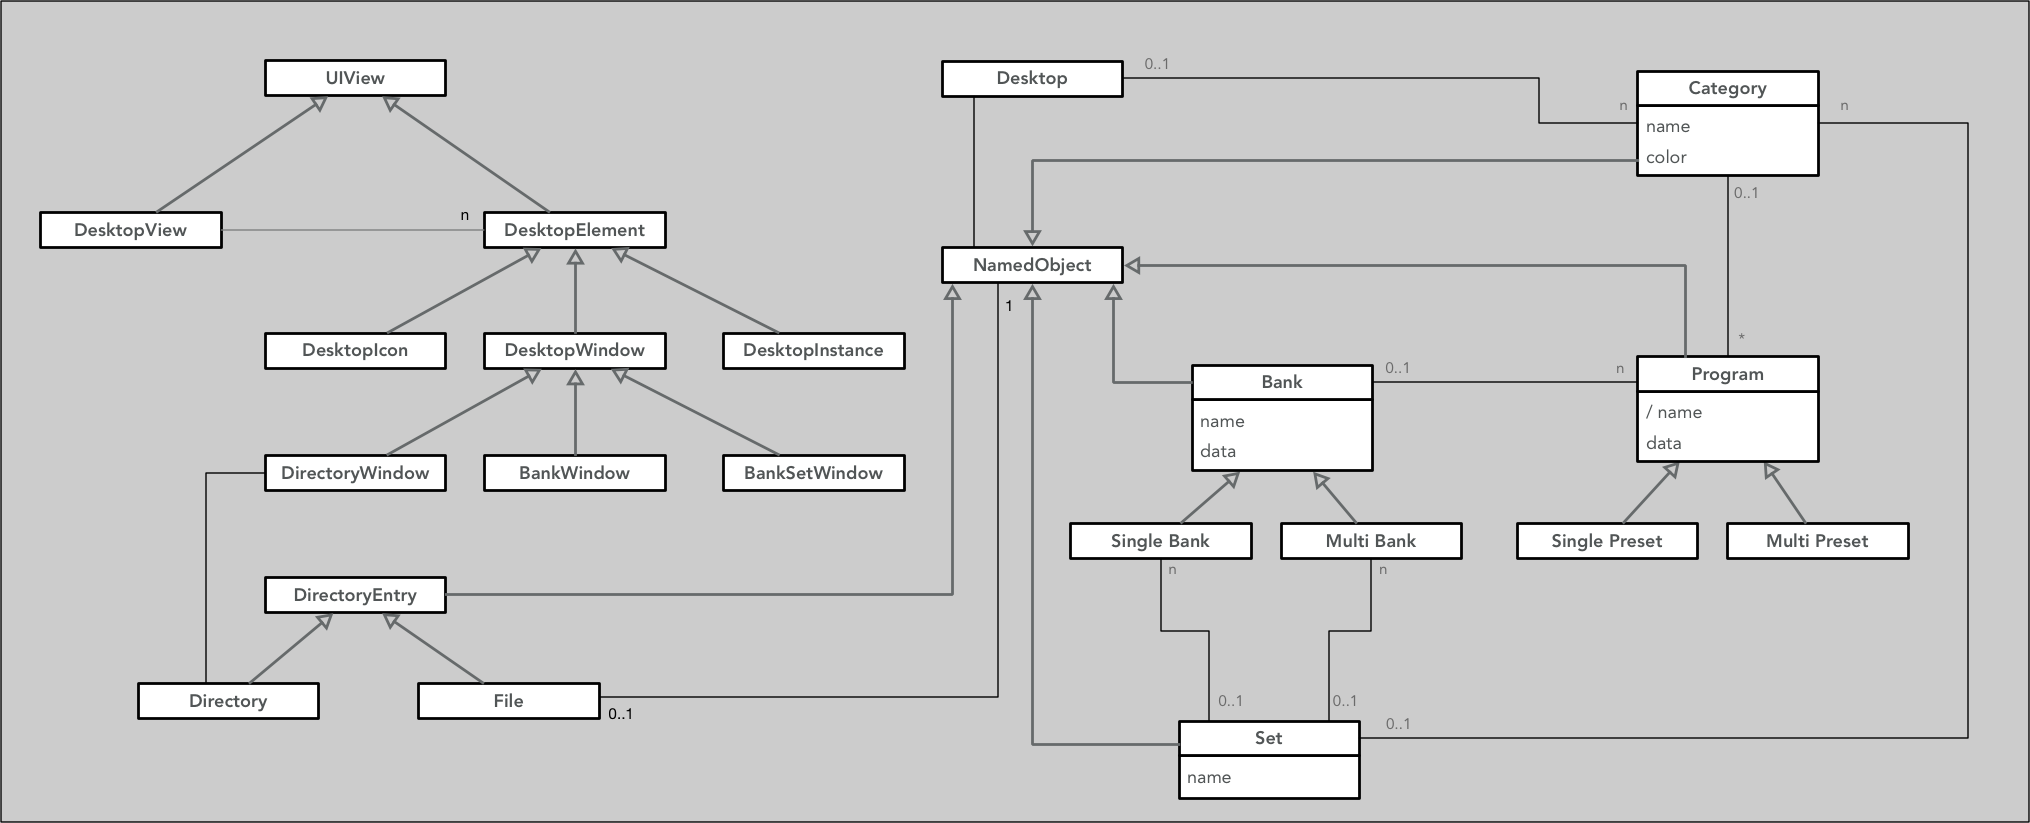 UIView
DesktopView
n
DesktopElement
DesktopIcon
DesktopWindow
DesktopInstance
DirectoryWindow
BankWindow
BankSetWindow
DirectoryEntry
Directory
File
0..1
Desktop
0..1
n
Category
name
color
n
0..1
NamedObject
1
*
Bank
name
data
0..1
n
Program
/ name
data
Single Bank
n
Multi Bank
n
Single Preset
Multi Preset
0..1
0..1
0..1
Set
name